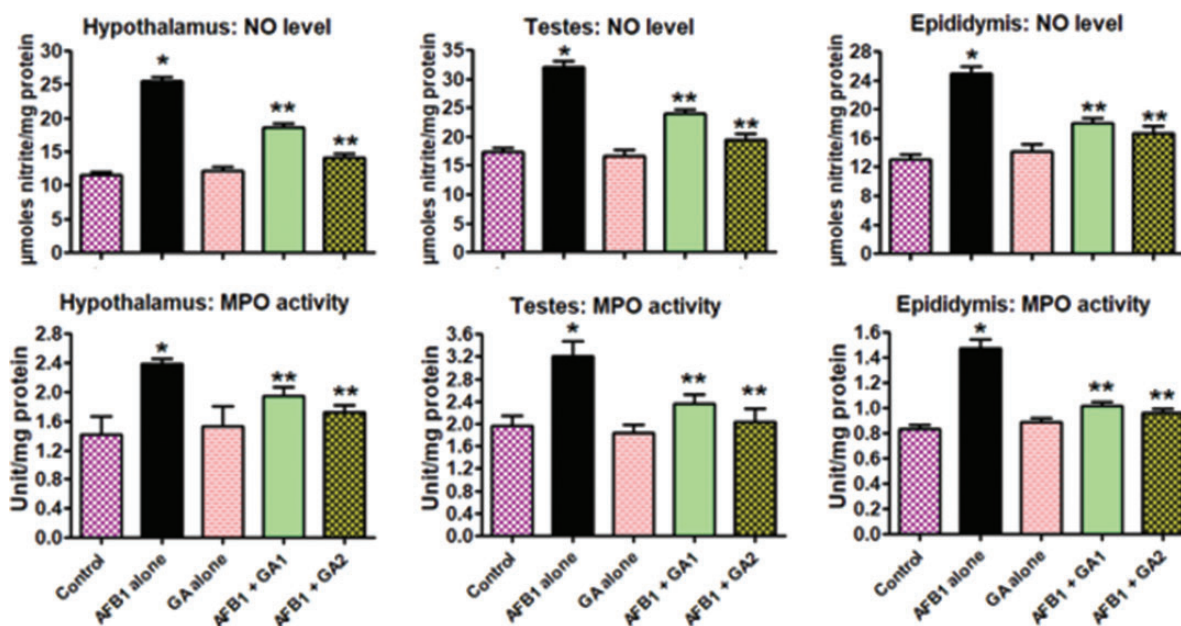 Hypothalamus: NO level
µmoles nitrite/mg protein
30
25
20
15
10
5
0
*
**
**
Testes: NO level
µmoles nitrite/mg protein
35
30
25
20
15
10
5
0
*
**
**
Epididymis: NO level
µmoles nitrite/mg protein
28
24
20
16
12
8
4
0
*
**
**
Hypothalamus: MPO activity
Unit/mg protein
2.8
2.4
2.0
1.6
1.2
0.8
0.4
0.0
*
**
**
Control
AFB1 alone
GA alone
AFB1 + GA1
AFB1 + GA2
Testes: MPO activity
Unit/mg protein
3.6
3.2
2.8
2.4
2.0
1.6
1.2
0.8
0.4
0.0
*
**
**
Control
AFB1 alone
GA alone
AFB1 + GA1
AFB1 + GA2
Epididymis: MPO activity
Unit/mg protein
1.6
1.4
1.2
1.0
0.8
0.6
0.4
0.2
0.0
*
**
**
Control
AFB1 alone
GA alone
AFB1 + GA1
AFB1 + GA2